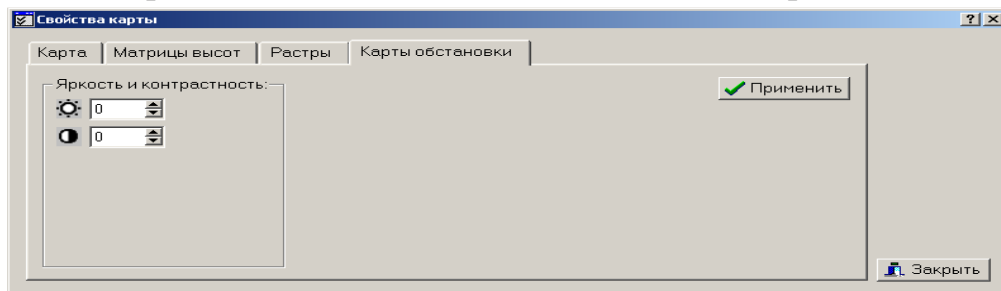 Свойства карты
Карта
Матрицы высот
Растры
Карты обстановки
Яркость и контрастность:
Применить
0
0
Закрыть